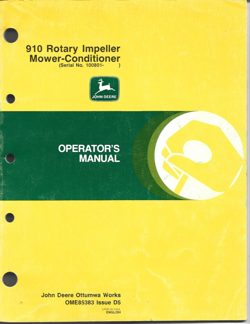 910 Rotary Impeller
Mower-Conditioner
(Serial No. 100801- )
JOHN DEERE
OPERATOR'S
MANUAL
John Deere Ottumwa Works
OME85383 Issue D5
ENGLISH